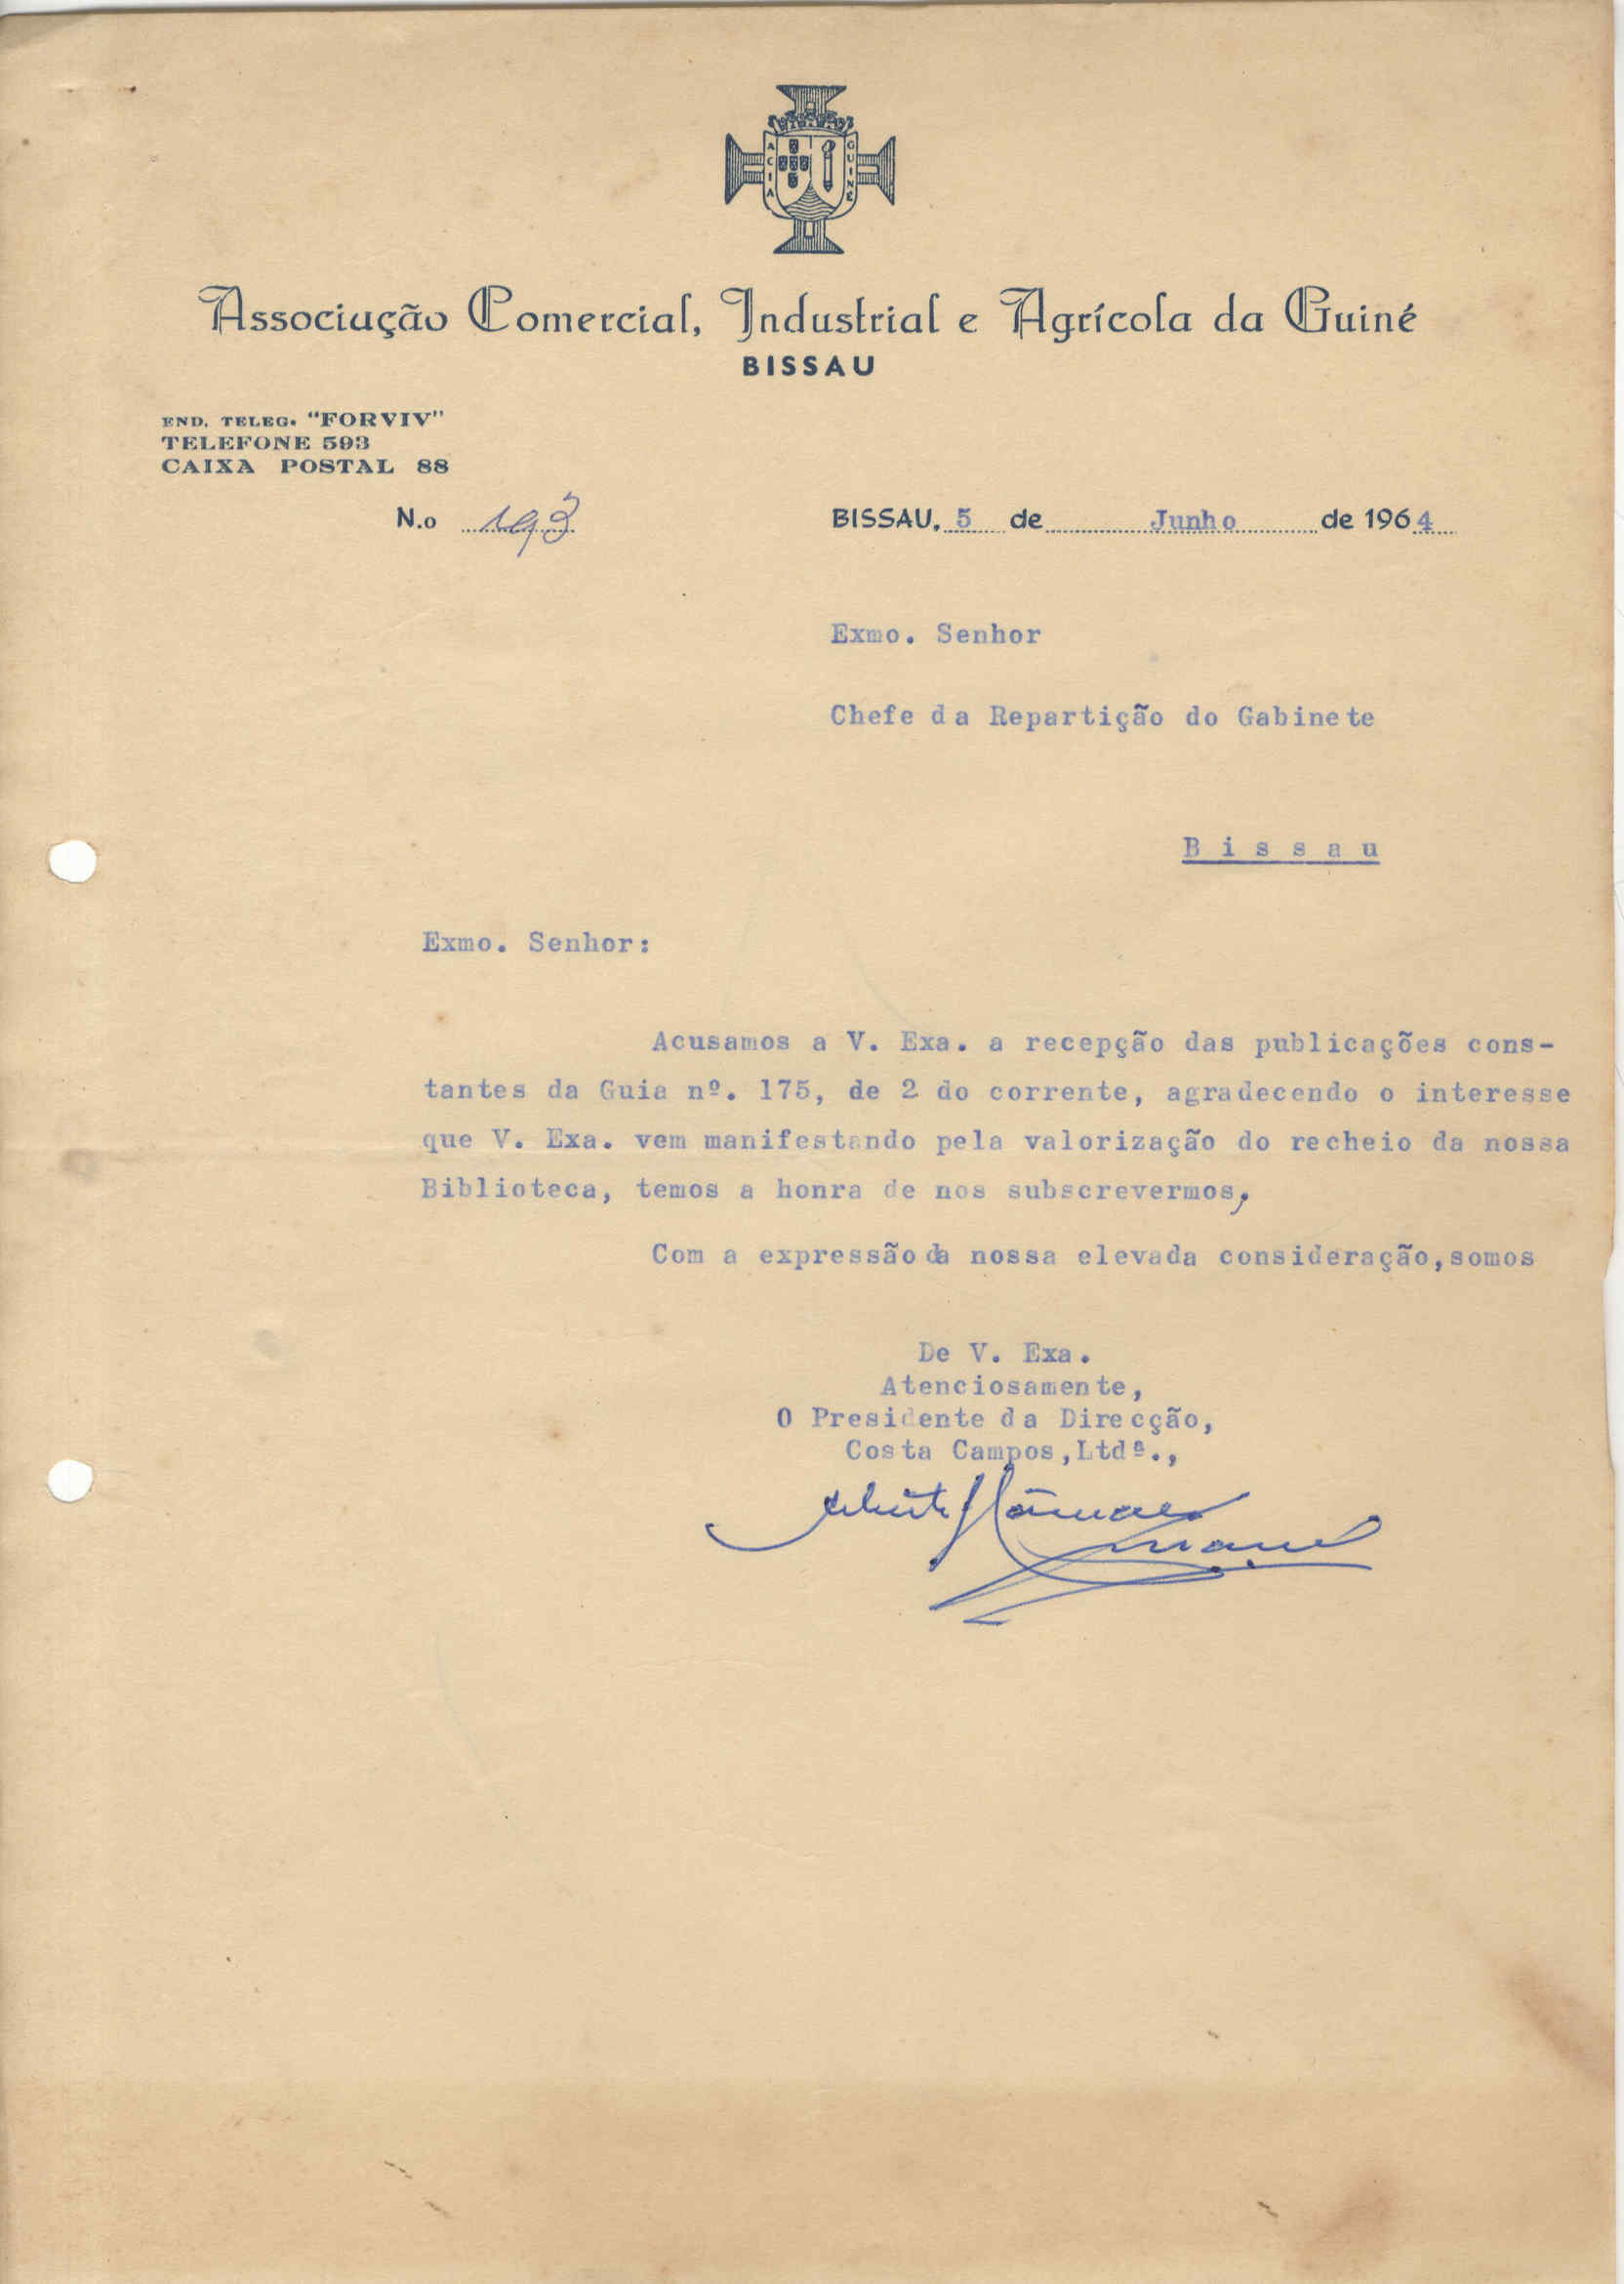 ACIA GUINÉ
Associação Comercial, Industrial e Agrícola da Guiné
BISSAU
END. TELEG. "FORVIV"
TELEFONE 593
CAIXA POSTAL 88
N.o 193 BISSAU, 5 de Junho de 1964
Exmo. Senhor
Chefe da Repartição do Gabinete
Bissau
Exmo. Senhor:
Acusamos a V. Exa. a recepção das publicações cons-
tantes da Guia nº. 175, de 2 do corrente, agradecendo o interesse
que V. Exa. vem manifestando pela valorização do recheio da nossa
Biblioteca, temos a honra de nos subscrevermos,
Com a expressão da nossa elevada consideração,somos
De V. Exa.
Atenciosamente,
O Presidente da Direcção,
Costa Campos,Ltdª.,